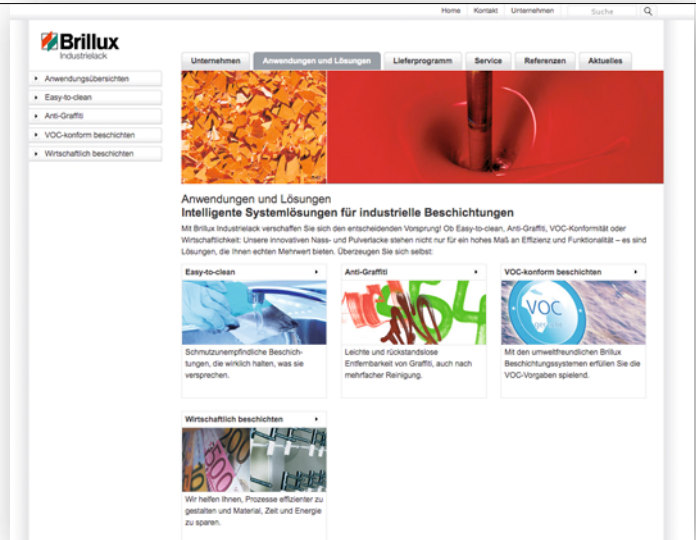 Home Kontakt Unternehmen Suche
Brillux
Industrielack
Unternehmen Anwendungen und Lösungen Lieferprogramm Service Referenzen Aktuelles
Anwendungsübersichten
Easy-to-clean
Anti-Graffiti
VOC-konform beschichten
Wirtschaftlich beschichten
Anwendungen und Lösungen
Intelligente Systemlösungen für industrielle Beschichtungen
Mit Brillux Industrielack verschaffen Sie sich den entscheidenden Vorsprung! Ob Easy-to-clean, Anti-Graffiti, VOC-Konformität oder
Wirtschaftlichkeit: Unsere innovativen Nass- und Pulverlacke stehen nicht nur für ein hohes Maß an Effizienz und Funktionalität – es sind
Lösungen, die Ihnen echten Mehrwert bieten. Überzeugen Sie sich selbst:
Easy-to-clean
Schmutzunempfindliche Beschich-
tungen, die wirklich halten, was sie
versprechen.
Anti-Graffiti
Leichte und rückstandslose
Entfernbarkeit von Graffiti, auch nach
mehrfacher Reinigung.
VOC-konform beschichten
VOC
Mit den umweltfreundlichen Brillux
Beschichtungssystemen erfüllen Sie die
VOC-Vorgaben spielend.
Wirtschaftlich beschichten
500
Wir helfen Ihnen, Prozesse effizienter zu
gestalten und Material, Zeit und Energie
zu sparen.